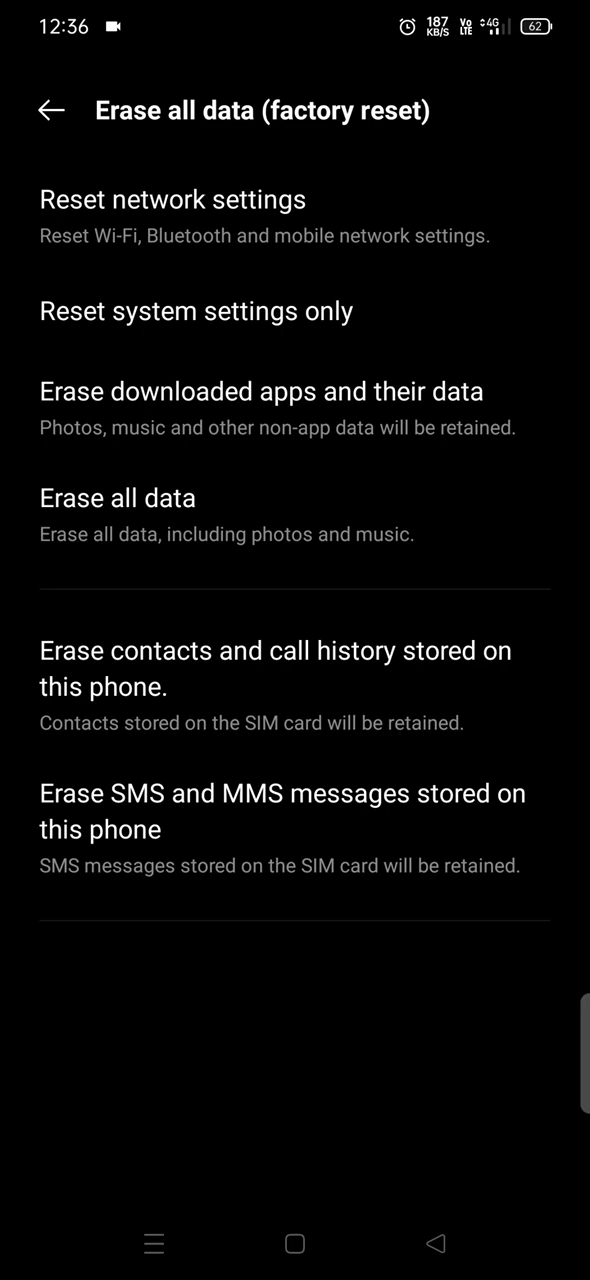 12:36 187 KB/S Vo LTE 4G 62
Erase all data (factory reset)
Reset network settings
Reset Wi-Fi, Bluetooth and mobile network settings.
Reset system settings only
Erase downloaded apps and their data
Photos, music and other non-app data will be retained.
Erase all data
Erase all data, including photos and music.
Erase contacts and call history stored on
this phone.
Contacts stored on the SIM card will be retained.
Erase SMS and MMS messages stored on
this phone
SMS messages stored on the SIM card will be retained.